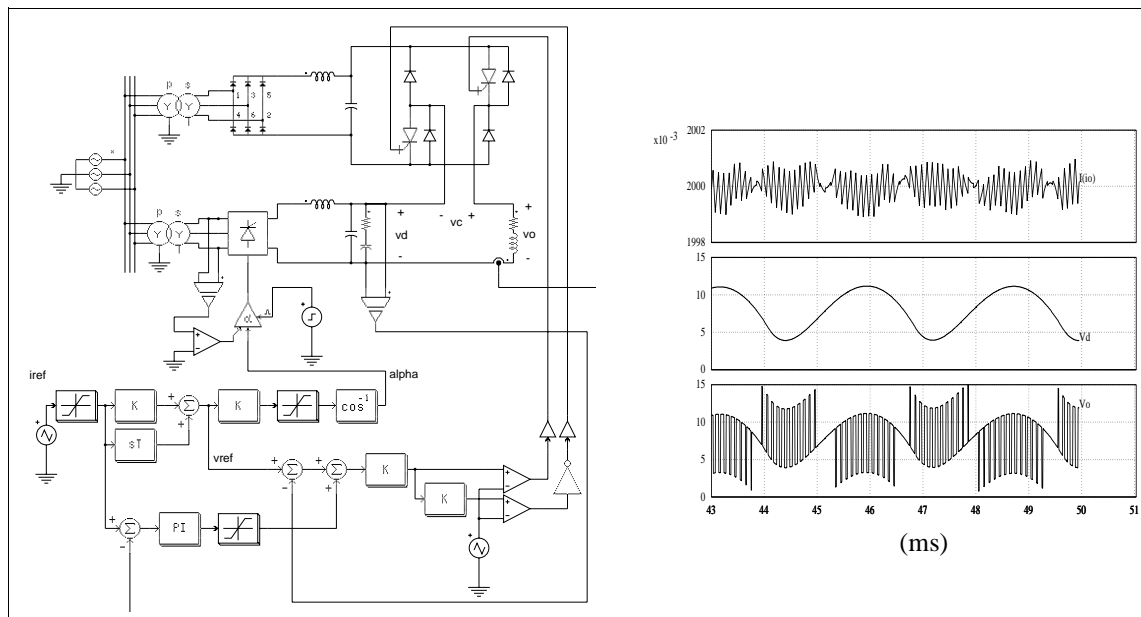 p s
Y Y
1 3 5
4 6 2
*
p s
Y Y
+
vd
-
- vc +
+
vo
-
α
iref
alpha
K
Σ
K
cos⁻¹
sT
vref
Σ
Σ
K
K
Σ
PI
x10 -3
2002
2000
1998
I(io)
15
10
5
0
Vd
15
10
5
0
Vo
43 44 45 46 47 48 49 50 51
(ms)